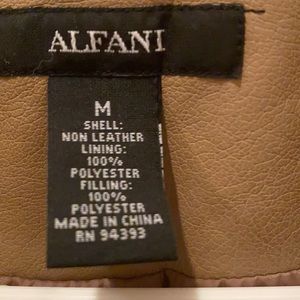 ALFANI
M
SHELL:
NON LEATHER
LINING:
100%
POLYESTER
FILLING:
100%
POLYESTER
MADE IN CHINA
RN 94393